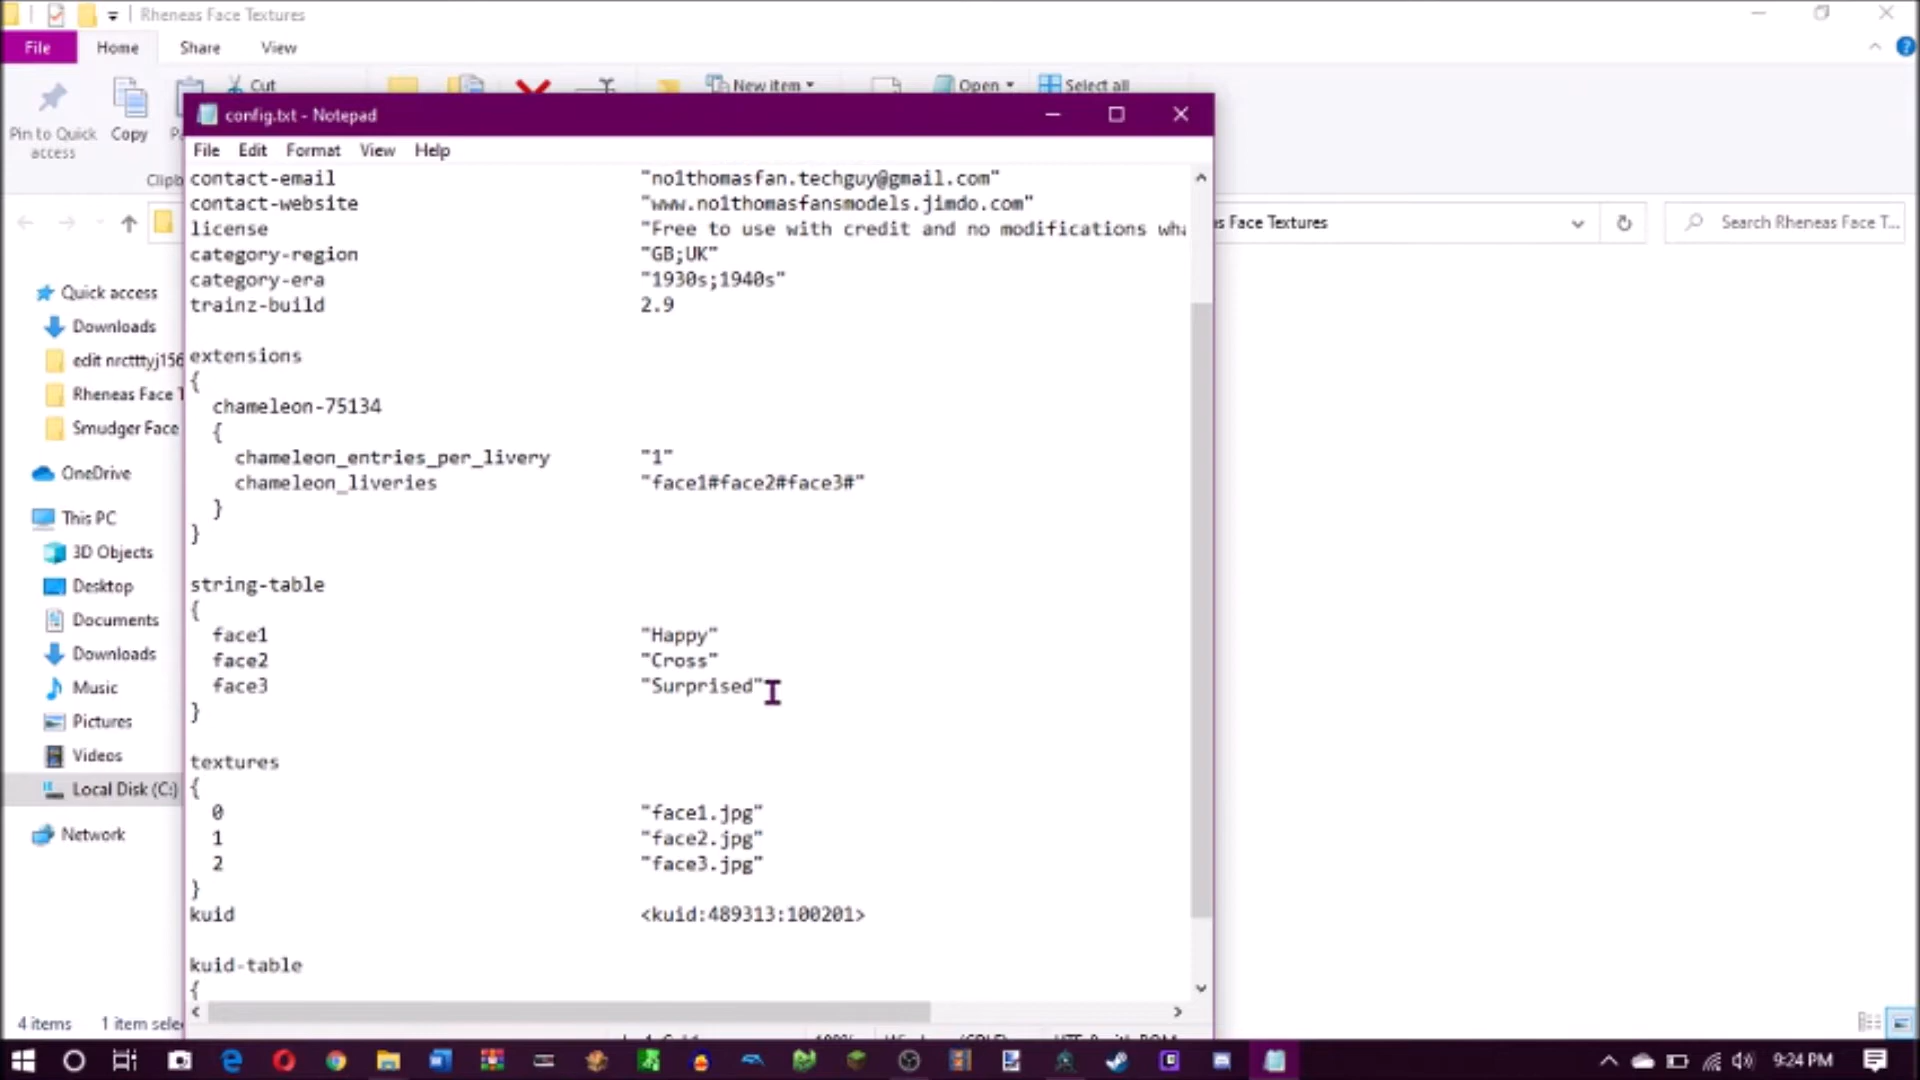 Rheneas Face Textures
File Home Share View
Cut
New item
Open
Select all
Pin to Quick access
Copy
config.txt - Notepad
File Edit Format View Help
s Face Textures
Search Rheneas Face T...
Quick access
Downloads
edit nrctttyj156
Rheneas Face T
Smudger Face
OneDrive
This PC
3D Objects
Desktop
Documents
Downloads
Music
Pictures
Videos
Local Disk (C:)
Network
contact-email "no1thomasfan.techguy@gmail.com"
contact-website "www.no1thomasfansmodels.jimdo.com"
license "Free to use with credit and no modifications wha
category-region "GB;UK"
category-era "1930s;1940s"
trainz-build 2.9
extensions
{
chameleon-75134
{
chameleon_entries_per_livery "1"
chameleon_liveries "face1#face2#face3#"
}
}
string-table
{
face1 "Happy"
face2 "Cross"
face3 "Surprised"
}
textures
{
0 "face1.jpg"
1 "face2.jpg"
2 "face3.jpg"
}
kuid <kuid:489313:100201>
kuid-table
{
4 items 1 item sele
9:24 PM